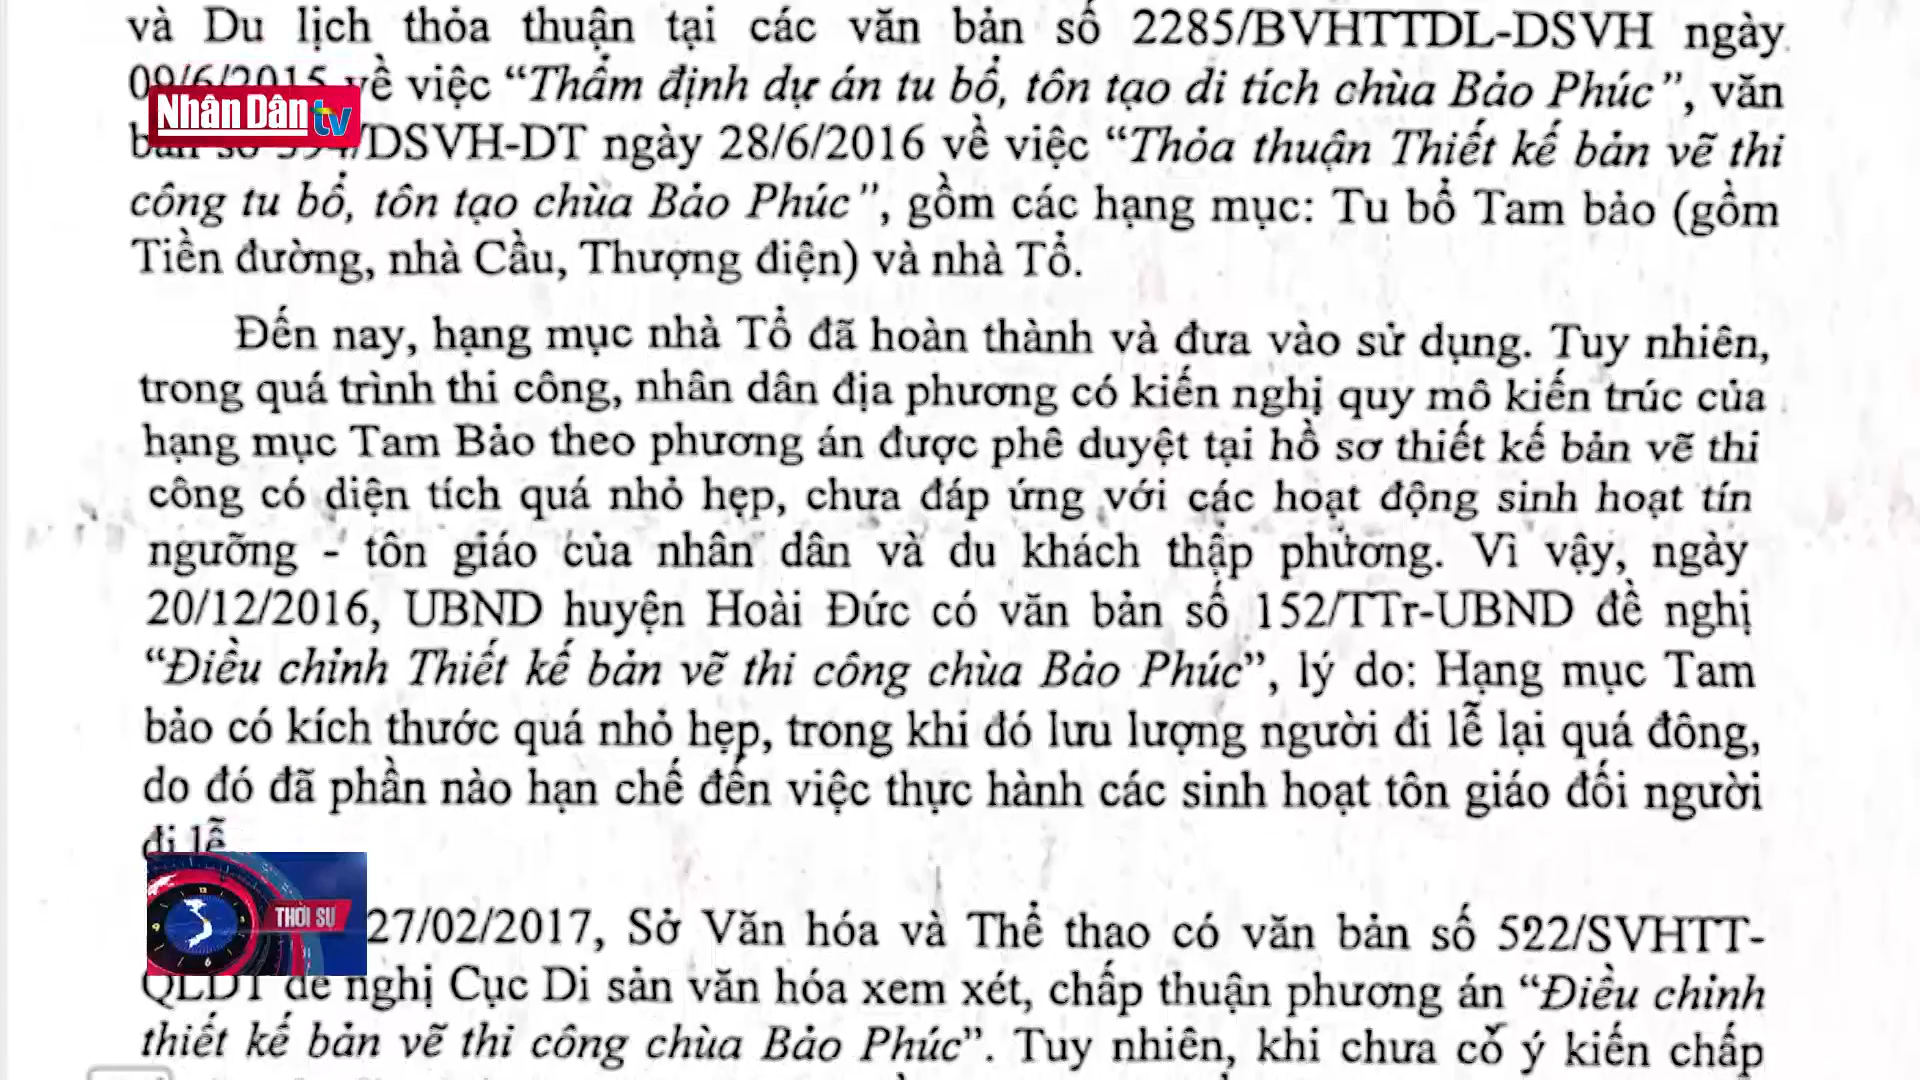 và Du lịch thỏa thuận tại các văn bản số 2285/BVHTTDL-DSVH ngày
09/6/2015 về việc “Thẩm định dự án tu bổ, tôn tạo di tích chùa Bảo Phúc”, văn
Nhân Dân tv
/DSVH-DT ngày 28/6/2016 về việc “Thỏa thuận Thiết kế bản vẽ thi
công tu bổ, tôn tạo chùa Bảo Phúc”, gồm các hạng mục: Tu bổ Tam bảo (gồm
Tiền đường, nhà Cầu, Thượng điện) và nhà Tổ.
Đến nay, hạng mục nhà Tổ đã hoàn thành và đưa vào sử dụng. Tuy nhiên,
trong quá trình thi công, nhân dân địa phương có kiến nghị quy mô kiến trúc của
hạng mục Tam Bảo theo phương án được phê duyệt tại hồ sơ thiết kế bản vẽ thi
công có diện tích quá nhỏ hẹp, chưa đáp ứng với các hoạt động sinh hoạt tín
ngưỡng - tôn giáo của nhân dân và du khách thập phương. Vì vậy, ngày
20/12/2016, UBND huyện Hoài Đức có văn bản số 152/TTr-UBND đề nghị
“Điều chỉnh Thiết kế bản vẽ thi công chùa Bảo Phúc”, lý do: Hạng mục Tam
bảo có kích thước quá nhỏ hẹp, trong khi đó lưu lượng người đi lễ lại quá đông,
do đó đã phần nào hạn chế đến việc thực hành các sinh hoạt tôn giáo đối người
đi lễ
THỜI SỰ
27/02/2017, Sở Văn hóa và Thể thao có văn bản số 522/SVHTT-
QLDT đề nghị Cục Di sản văn hóa xem xét, chấp thuận phương án “Điều chỉnh
thiết kế bản vẽ thi công chùa Bảo Phúc”. Tuy nhiên, khi chưa có ý kiến chấp